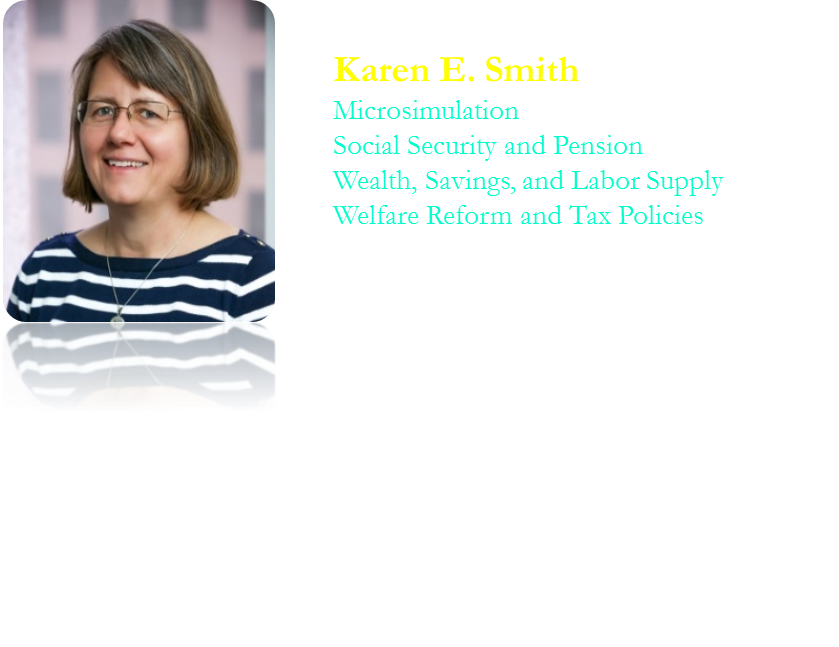 Karen E. Smith
Microsimulation
Social Security and Pension
Wealth, Savings, and Labor Supply
Welfare Reform and Tax Policies